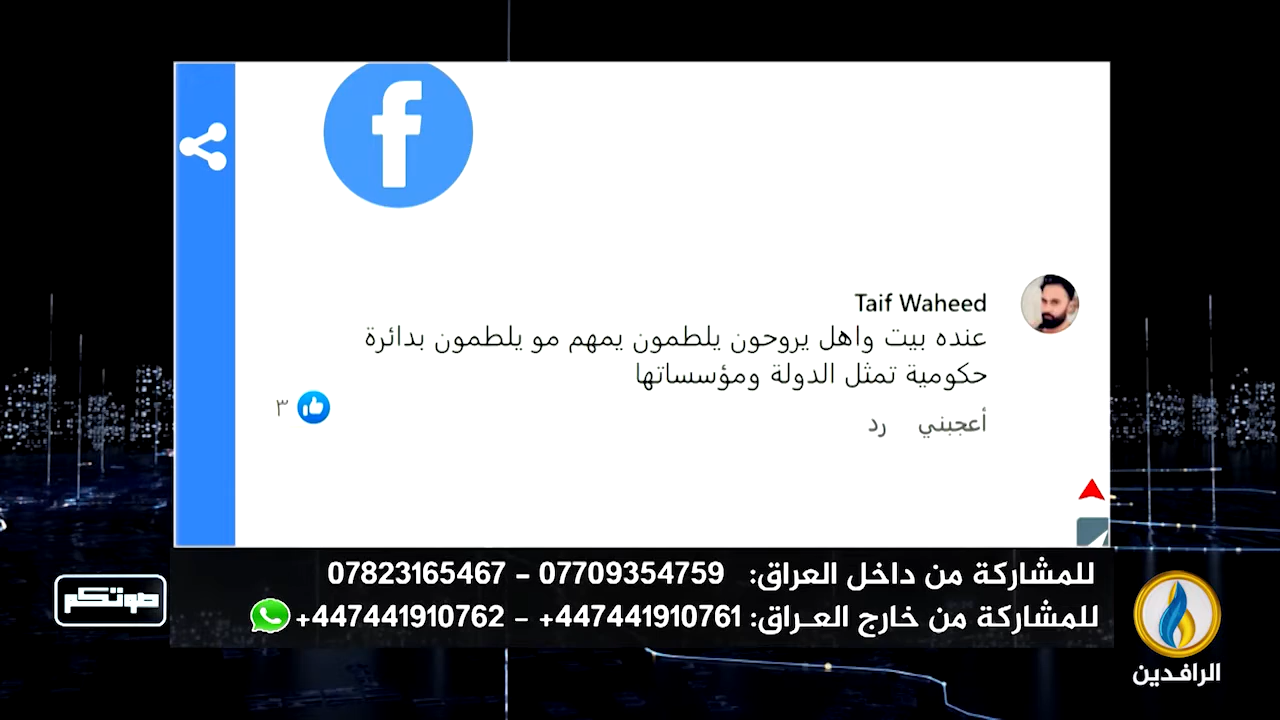 Taif Waheed
عنده بيت واهل يروحون يلطمون يمهم مو يلطمون بدائرة
حكومية تمثل الدولة ومؤسساتها
أعجبني رد
٣
للمشاركة من داخل العراق: 07709354759 - 07823165467
للمشاركة من خارج العـراق: 447441910761+ - 447441910762+
صوتكم
الرافدين